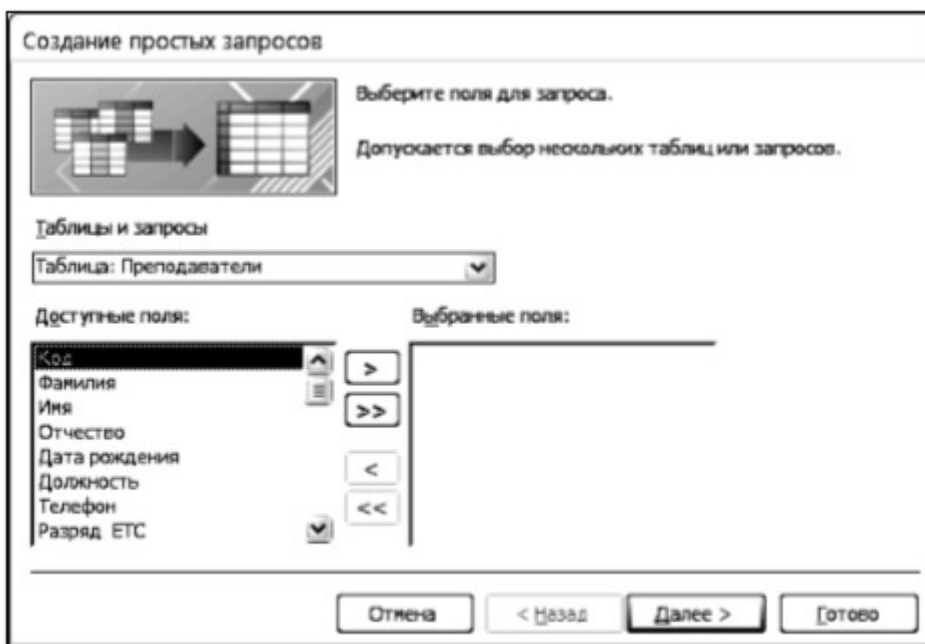 Создание простых запросов
Выберите поля для запроса.
Допускается выбор нескольких таблиц или запросов.
Таблицы и запросы
Таблица: Преподаватели
Доступные поля:
Выбранные поля:
Код
Фамилия
Имя
Отчество
Дата рождения
Должность
Телефон
Разряд ЕТС
>
>>
<
<<
Отмена
< Назад
Далее >
Готово